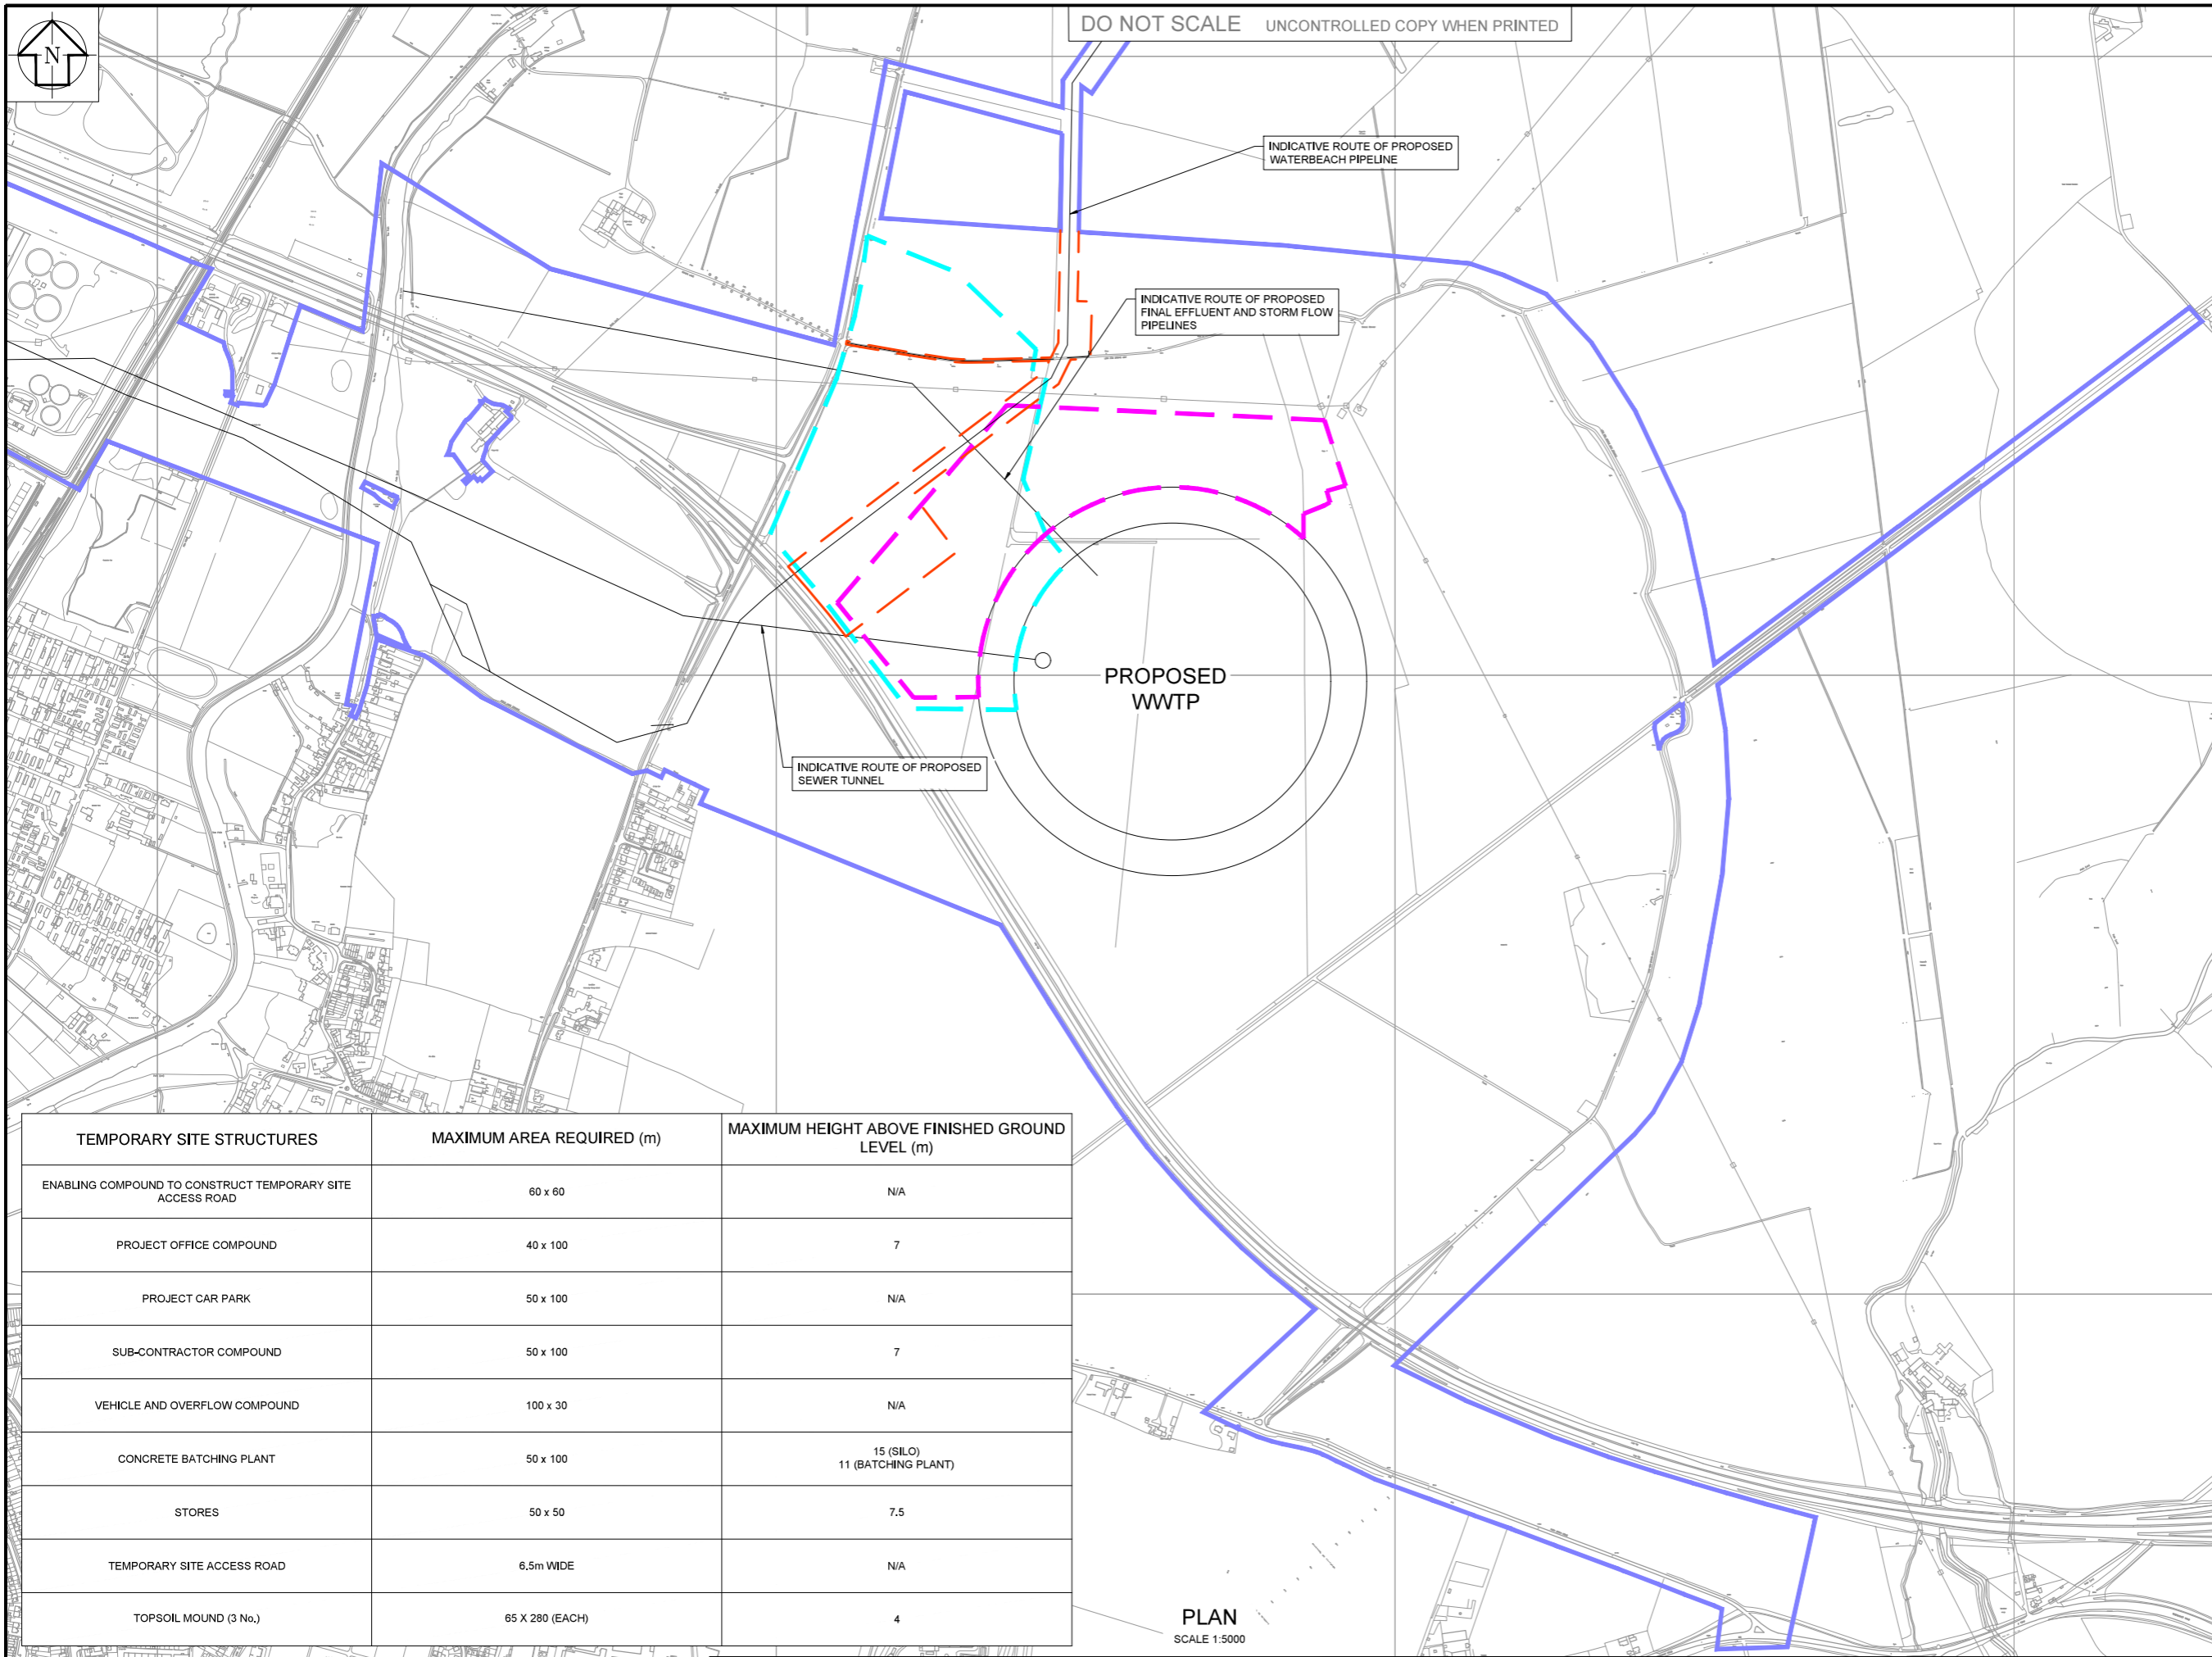 N
DO NOT SCALE UNCONTROLLED COPY WHEN PRINTED
INDICATIVE ROUTE OF PROPOSED
WATERBEACH PIPELINE
INDICATIVE ROUTE OF PROPOSED
FINAL EFFLUENT AND STORM FLOW
PIPELINES
PROPOSED
WWTP
INDICATIVE ROUTE OF PROPOSED
SEWER TUNNEL
TEMPORARY SITE STRUCTURES
MAXIMUM AREA REQUIRED (m)
MAXIMUM HEIGHT ABOVE FINISHED GROUND
LEVEL (m)
ENABLING COMPOUND TO CONSTRUCT TEMPORARY SITE
ACCESS ROAD
60 x 60
N/A
PROJECT OFFICE COMPOUND
40 x 100
7
PROJECT CAR PARK
50 x 100
N/A
SUB-CONTRACTOR COMPOUND
50 x 100
7
VEHICLE AND OVERFLOW COMPOUND
100 x 30
N/A
CONCRETE BATCHING PLANT
50 x 100
15 (SILO)
11 (BATCHING PLANT)
STORES
50 x 50
7.5
TEMPORARY SITE ACCESS ROAD
6.5m WIDE
N/A
TOPSOIL MOUND (3 No.)
65 X 280 (EACH)
4
PLAN
SCALE 1:5000